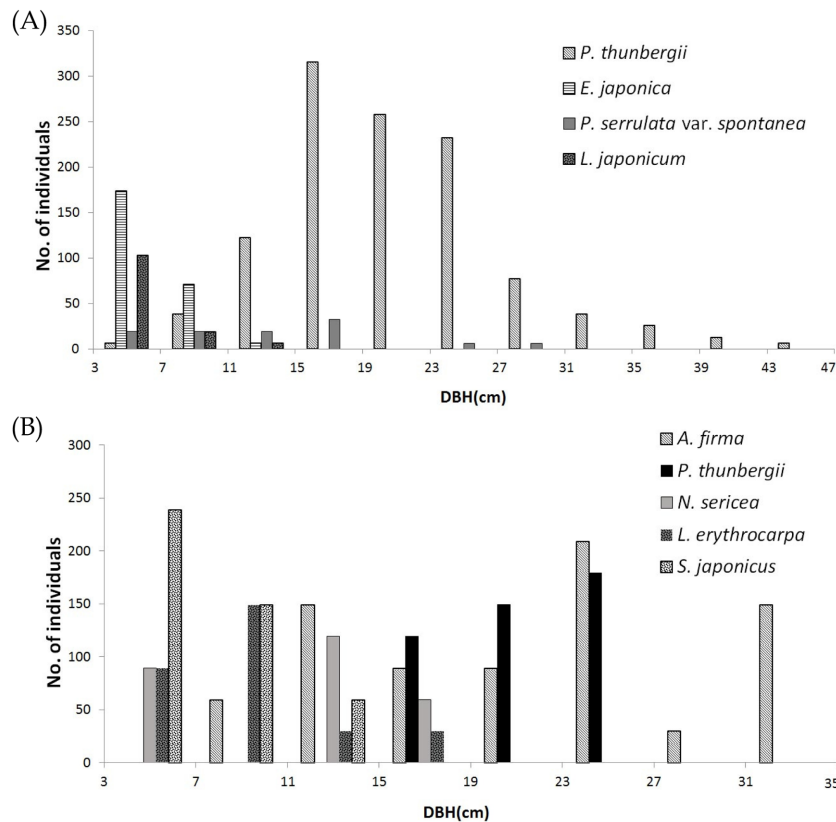 (A)
350
300
250
200
150
100
50
0
No. of individuals
P. thunbergii
E. japonica
P. serrulata var. spontanea
L. japonicum
3 7 11 15 19 23 27 31 35 39 43 47
DBH(cm)
(B)
300
250
200
150
100
50
0
No. of individuals
A. firma
P. thunbergii
N. sericea
L. erythrocarpa
S. japonicus
3 7 11 15 19 23 27 31 35
DBH(cm)